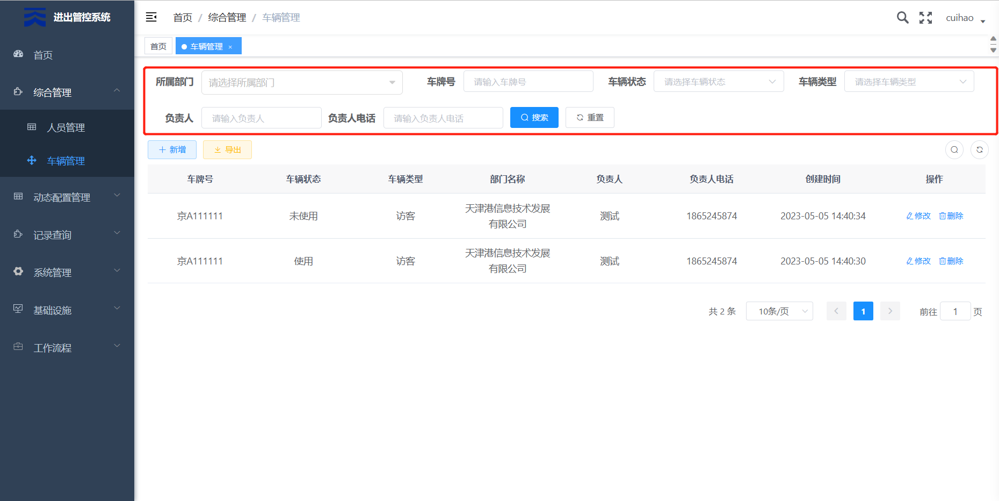 进出管控系统
首页
综合管理
人员管理
车辆管理
动态配置管理
记录查询
系统管理
基础设施
工作流程
首页 / 综合管理 / 车辆管理
cuihao
首页
车辆管理 ×
所属部门 请选择所属部门 车牌号 请输入车牌号 车辆状态 请选择车辆状态 车辆类型 请选择车辆类型
负责人 请输入负责人 负责人电话 请输入负责人电话 搜索 重置
新增 导出
车牌号 车辆状态 车辆类型 部门名称 负责人 负责人电话 创建时间 操作
京A111111 未使用 访客 天津港信息技术发展 测试 1865245874 2023-05-05 14:40:34 修改 删除
有限公司
京A111111 使用 访客 天津港信息技术发展 测试 1865245874 2023-05-05 14:40:30 修改 删除
有限公司
共 2 条 10条/页 1 前往 1 页